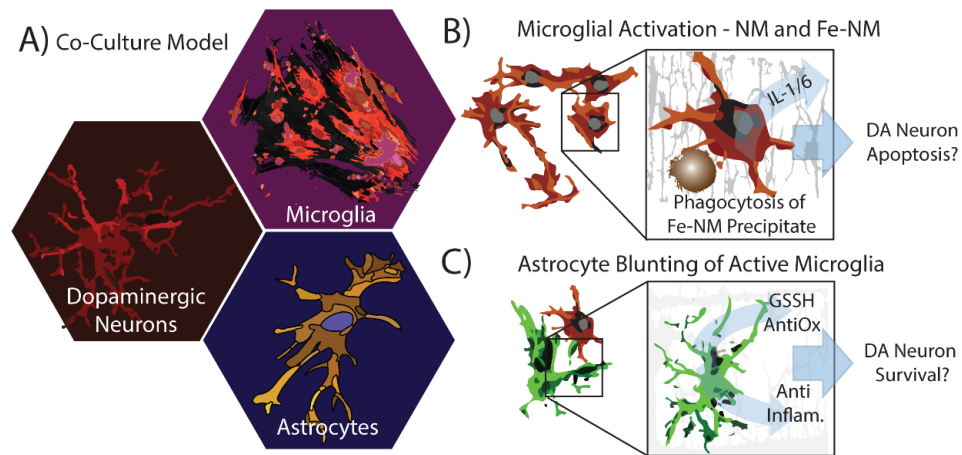 A) Co-Culture Model
Microglia
Dopaminergic
Neurons
Astrocytes
B) Microglial Activation - NM and Fe-NM
IL-1/6
Phagocytosis of
Fe-NM Precipitate
DA Neuron
Apoptosis?
C) Astrocyte Blunting of Active Microglia
GSSH
AntiOx
Anti
Inflam.
DA Neuron
Survival?